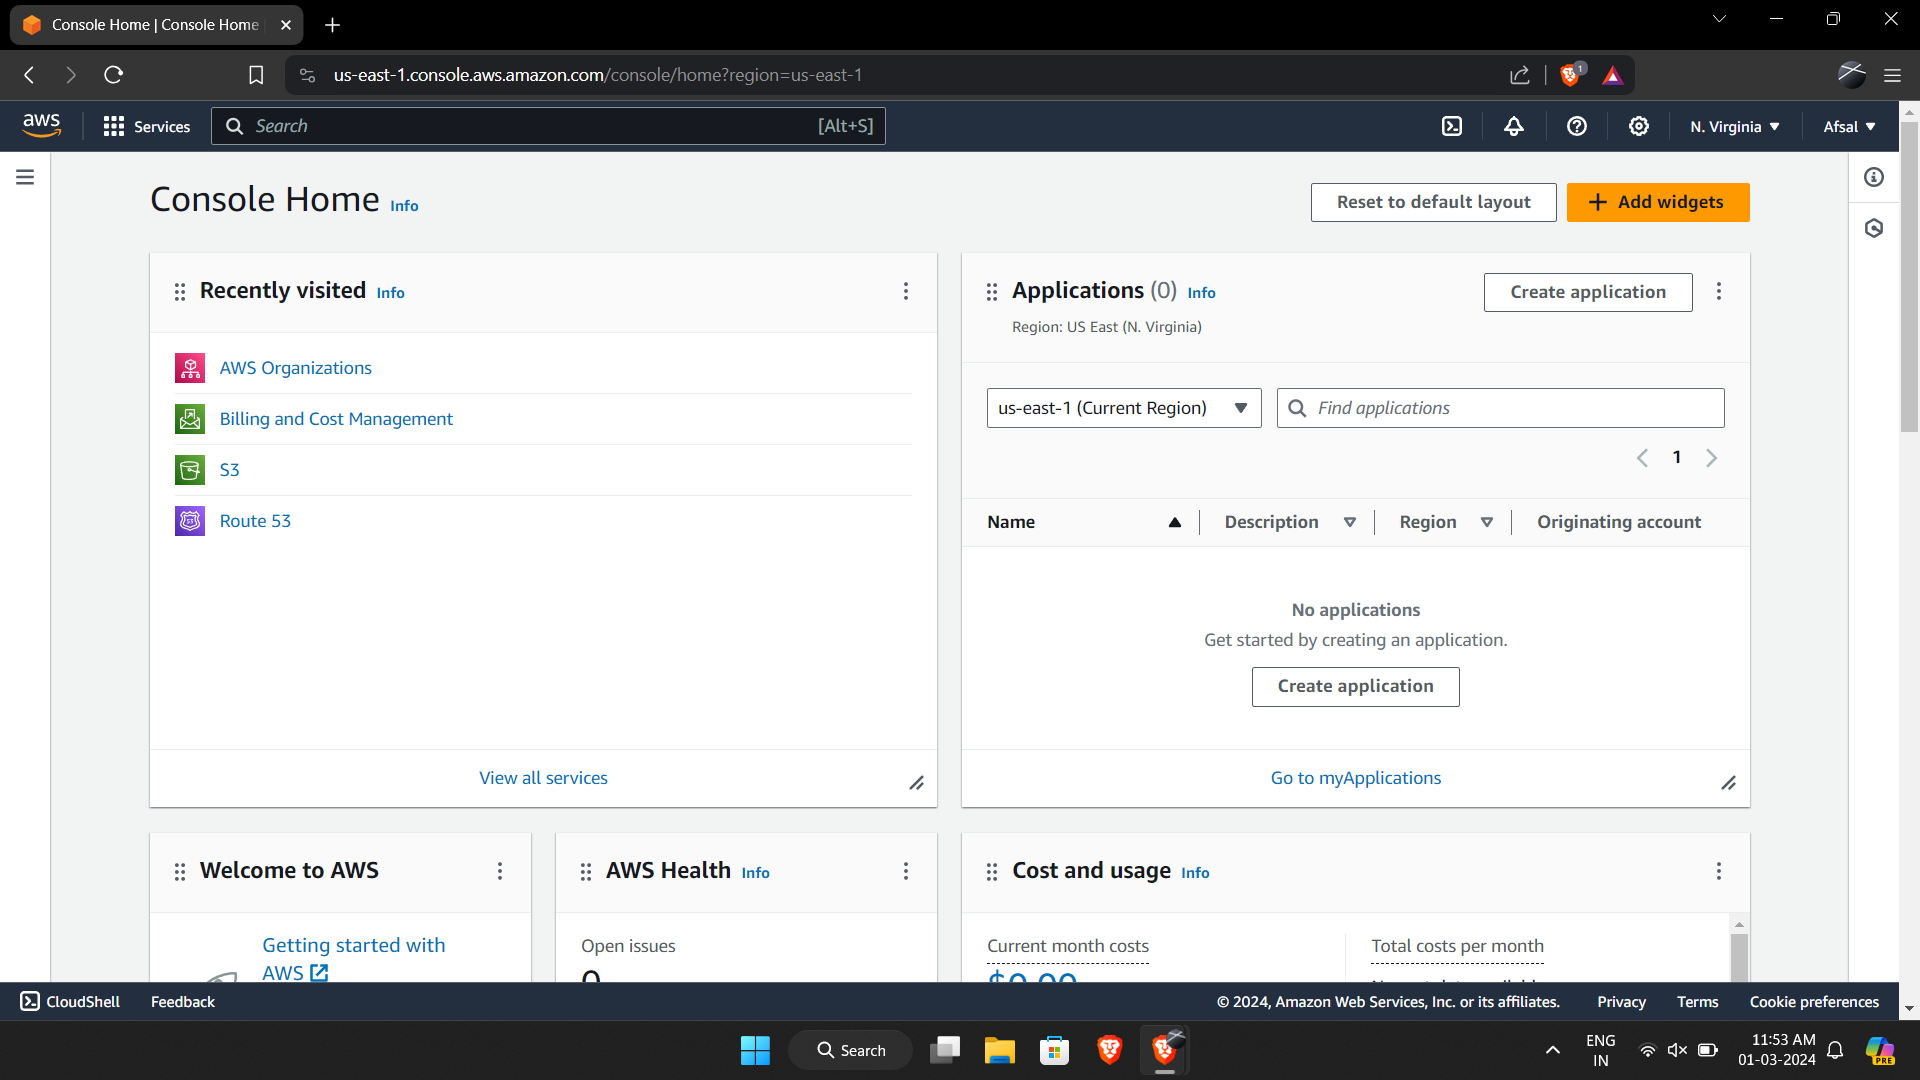 Console Home | Console Home
us-east-1.console.aws.amazon.com/console/home?region=us-east-1
1
aws
Services
Search
[Alt+S]
N. Virginia
Afsal
Console Home Info
Reset to default layout
Add widgets
Recently visited Info
AWS Organizations
Billing and Cost Management
S3
53
Route 53
View all services
Applications (0) Info
Create application
Region: US East (N. Virginia)
us-east-1 (Current Region)
Find applications
1
Name
Description
Region
Originating account
No applications
Get started by creating an application.
Create application
Go to myApplications
Welcome to AWS
Getting started with
AWS
AWS Health Info
Open issues
0
Cost and usage Info
Current month costs
$0.00
Total costs per month
CloudShell
Feedback
© 2024, Amazon Web Services, Inc. or its affiliates.
Privacy
Terms
Cookie preferences
Search
ENG
IN
11:53 AM
01-03-2024
PRE